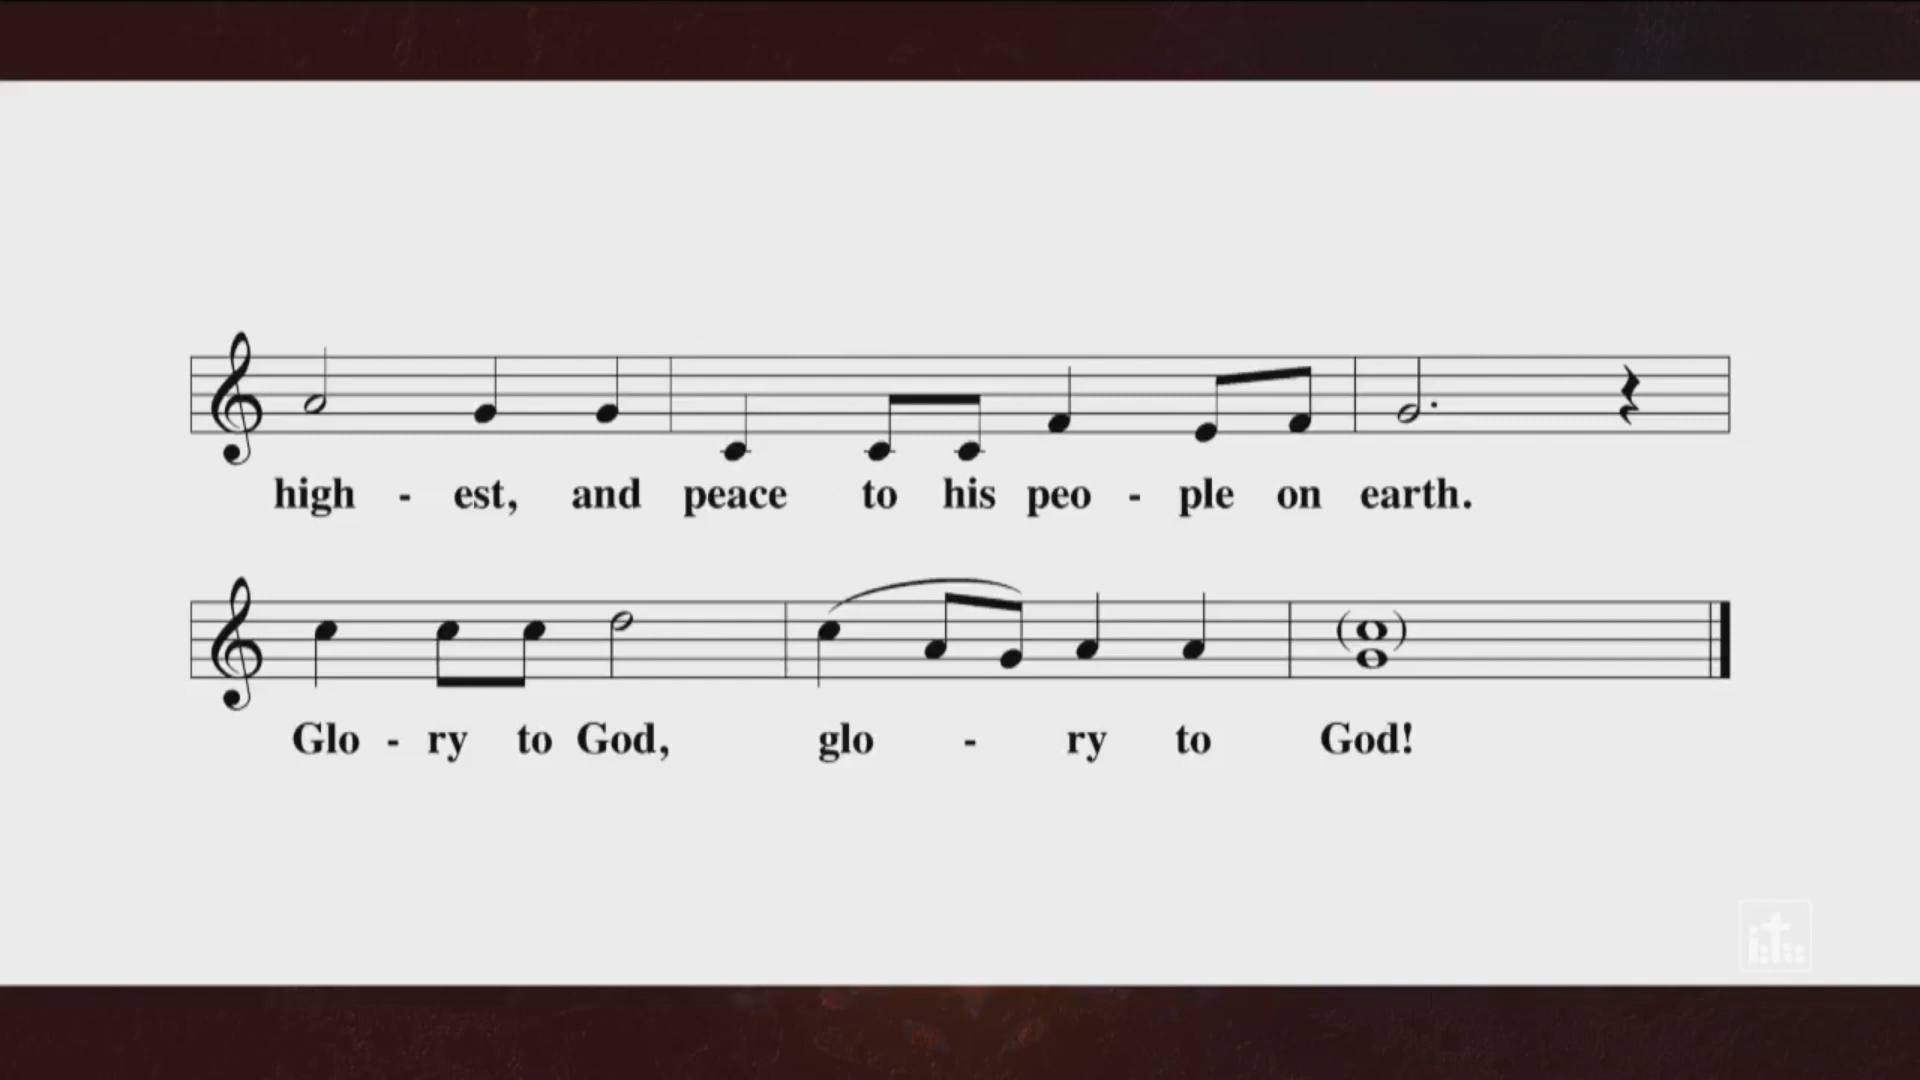 high - est, and peace to his peo - ple on earth.
Glo - ry to God, glo - ry to God!